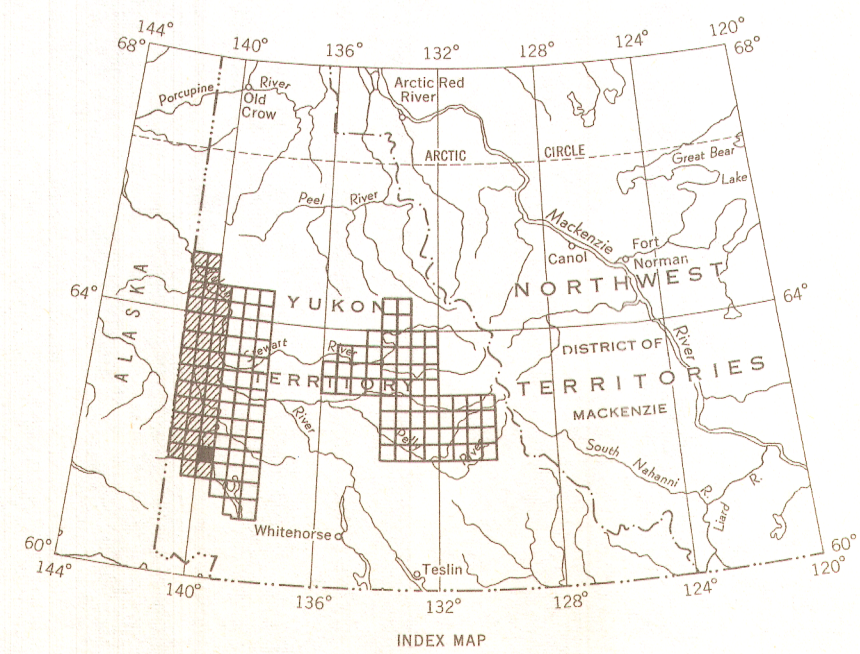 144°
140°
136°
132°
128°
124°
120°
68°
68°
Porcupine River
Old
Crow
Arctic Red
River
ARCTIC CIRCLE
Great Bear
Lake
Peel River
Mackenzie
Canol
Fort
Norman
NORTHWEST
64°
64°
ALASKA
YUKON
River
DISTRICT OF
Stewart River
TERRITORY
TERRITORIES
MACKENZIE
River
Pelly River
South Nahanni R.
Liard R.
Whitehorse
Teslin
60°
60°
144°
140°
136°
132°
128°
124°
120°
INDEX MAP